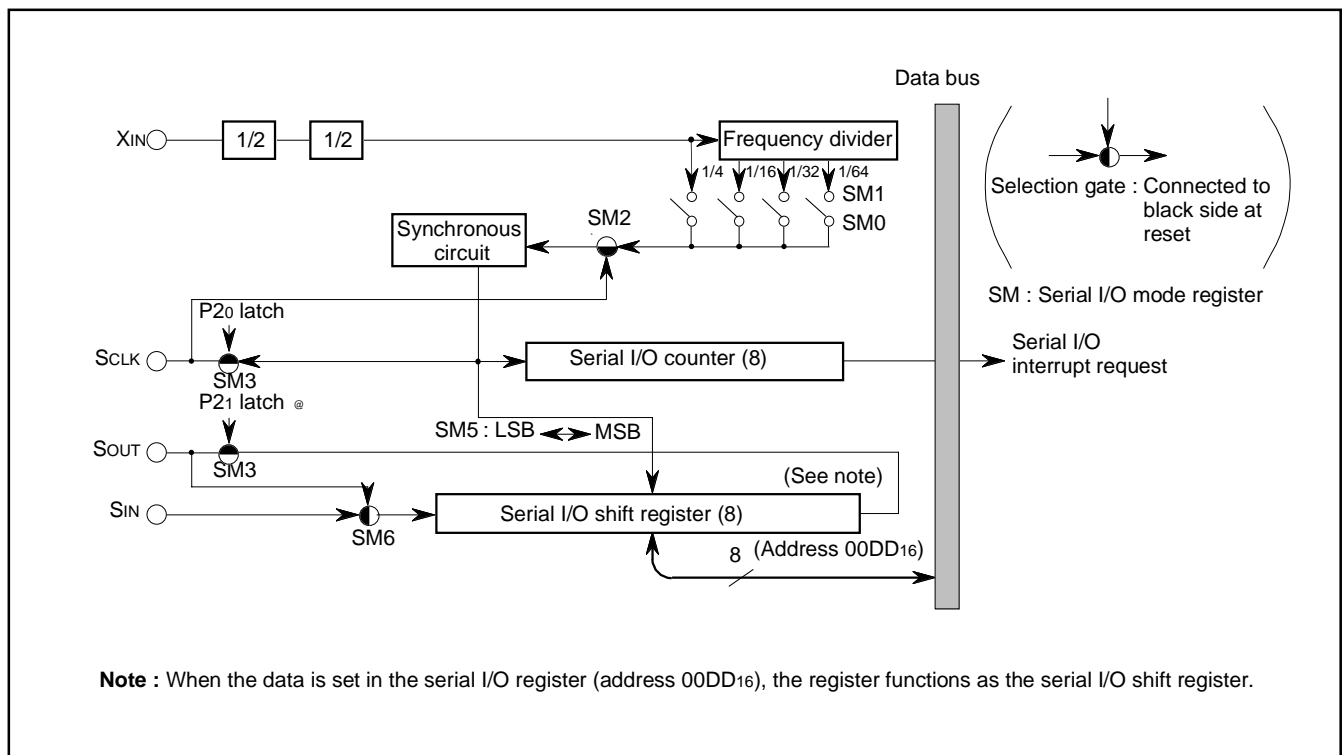 Data bus
XIN
1/2
1/2
Frequency divider
1/4
1/16
1/32
1/64
SM1
SM0
Selection gate : Connected to
black side at
reset
SM2
Synchronous
circuit
SM : Serial I/O mode register
P20 latch
SCLK
SM3
Serial I/O counter (8)
Serial I/O
interrupt request
P21 latch @
SM5 : LSB
MSB
SOUT
SM3
(See note)
SIN
SM6
Serial I/O shift register (8)
8
(Address 00DD16)
Note : When the data is set in the serial I/O register (address 00DD16), the register functions as the serial I/O shift register.